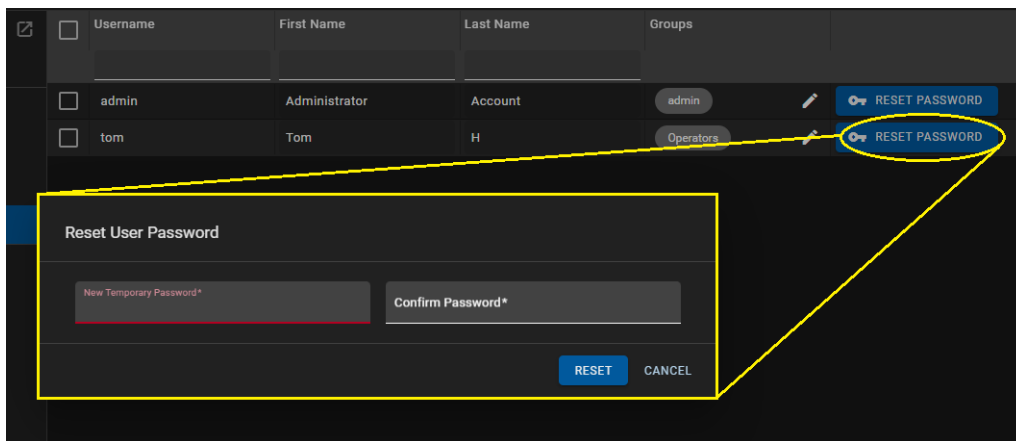 Username First Name Last Name Groups
admin Administrator Account admin RESET PASSWORD
tom Tom H Operators RESET PASSWORD
Reset User Password
New Temporary Password* Confirm Password*
RESET CANCEL